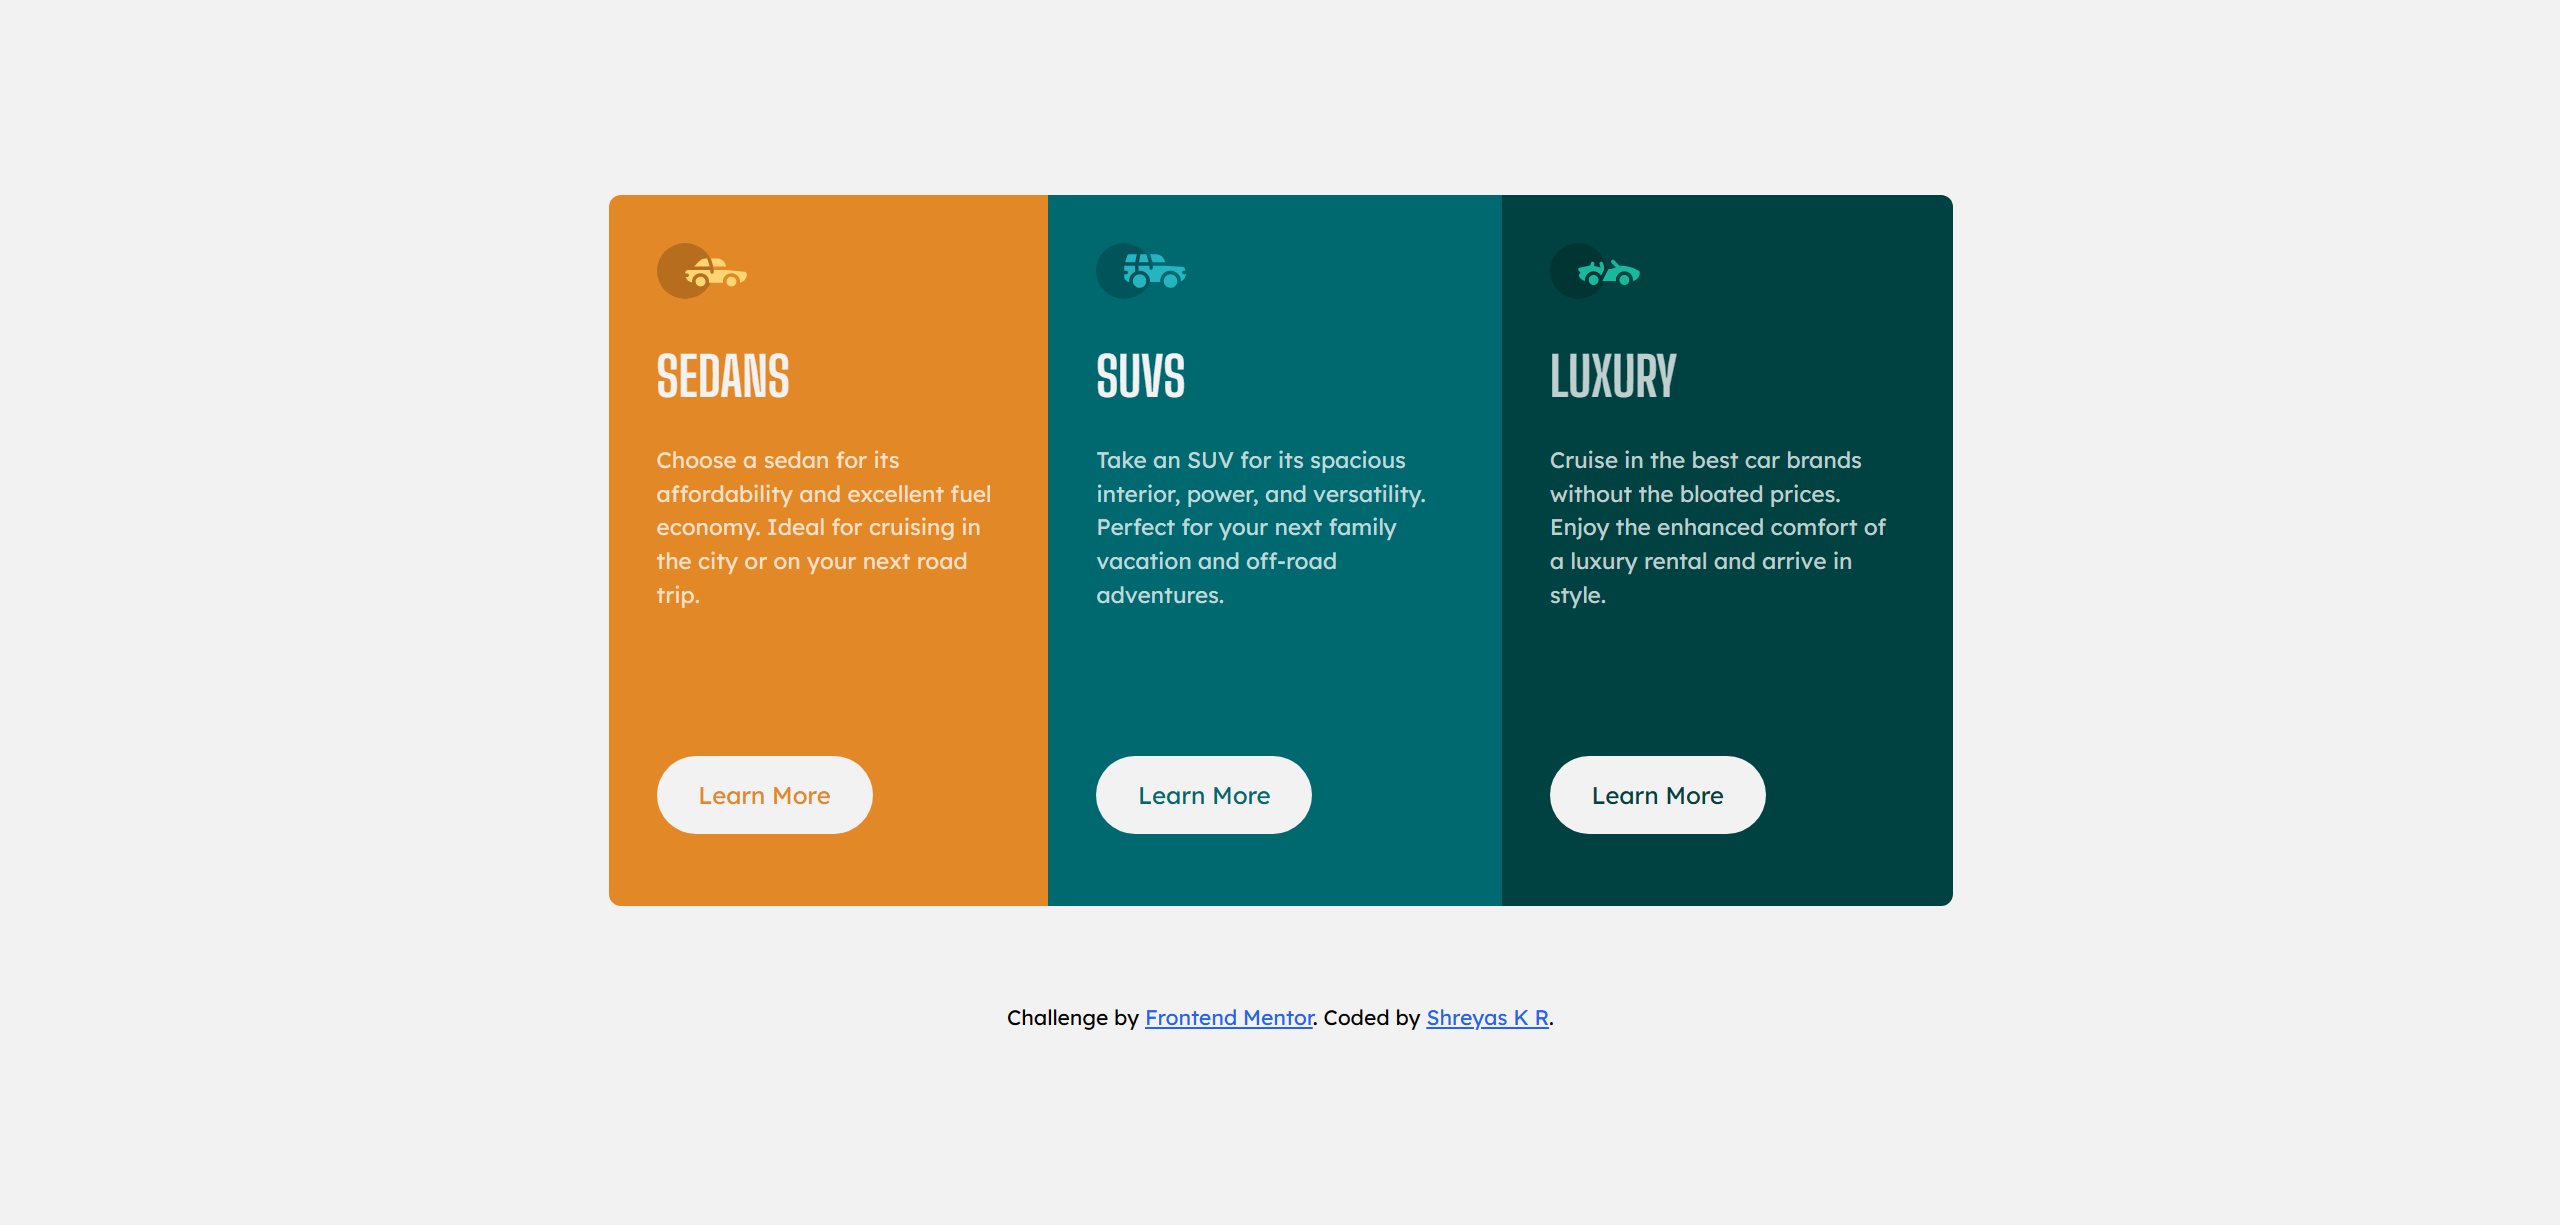 SEDANS
Choose a sedan for its
affordability and excellent fuel
economy. Ideal for cruising in
the city or on your next road
trip.
Learn More
SUVS
Take an SUV for its spacious
interior, power, and versatility.
Perfect for your next family
vacation and off-road
adventures.
Learn More
LUXURY
Cruise in the best car brands
without the bloated prices.
Enjoy the enhanced comfort of
a luxury rental and arrive in
style.
Learn More
Challenge by Frontend Mentor. Coded by Shreyas K R.